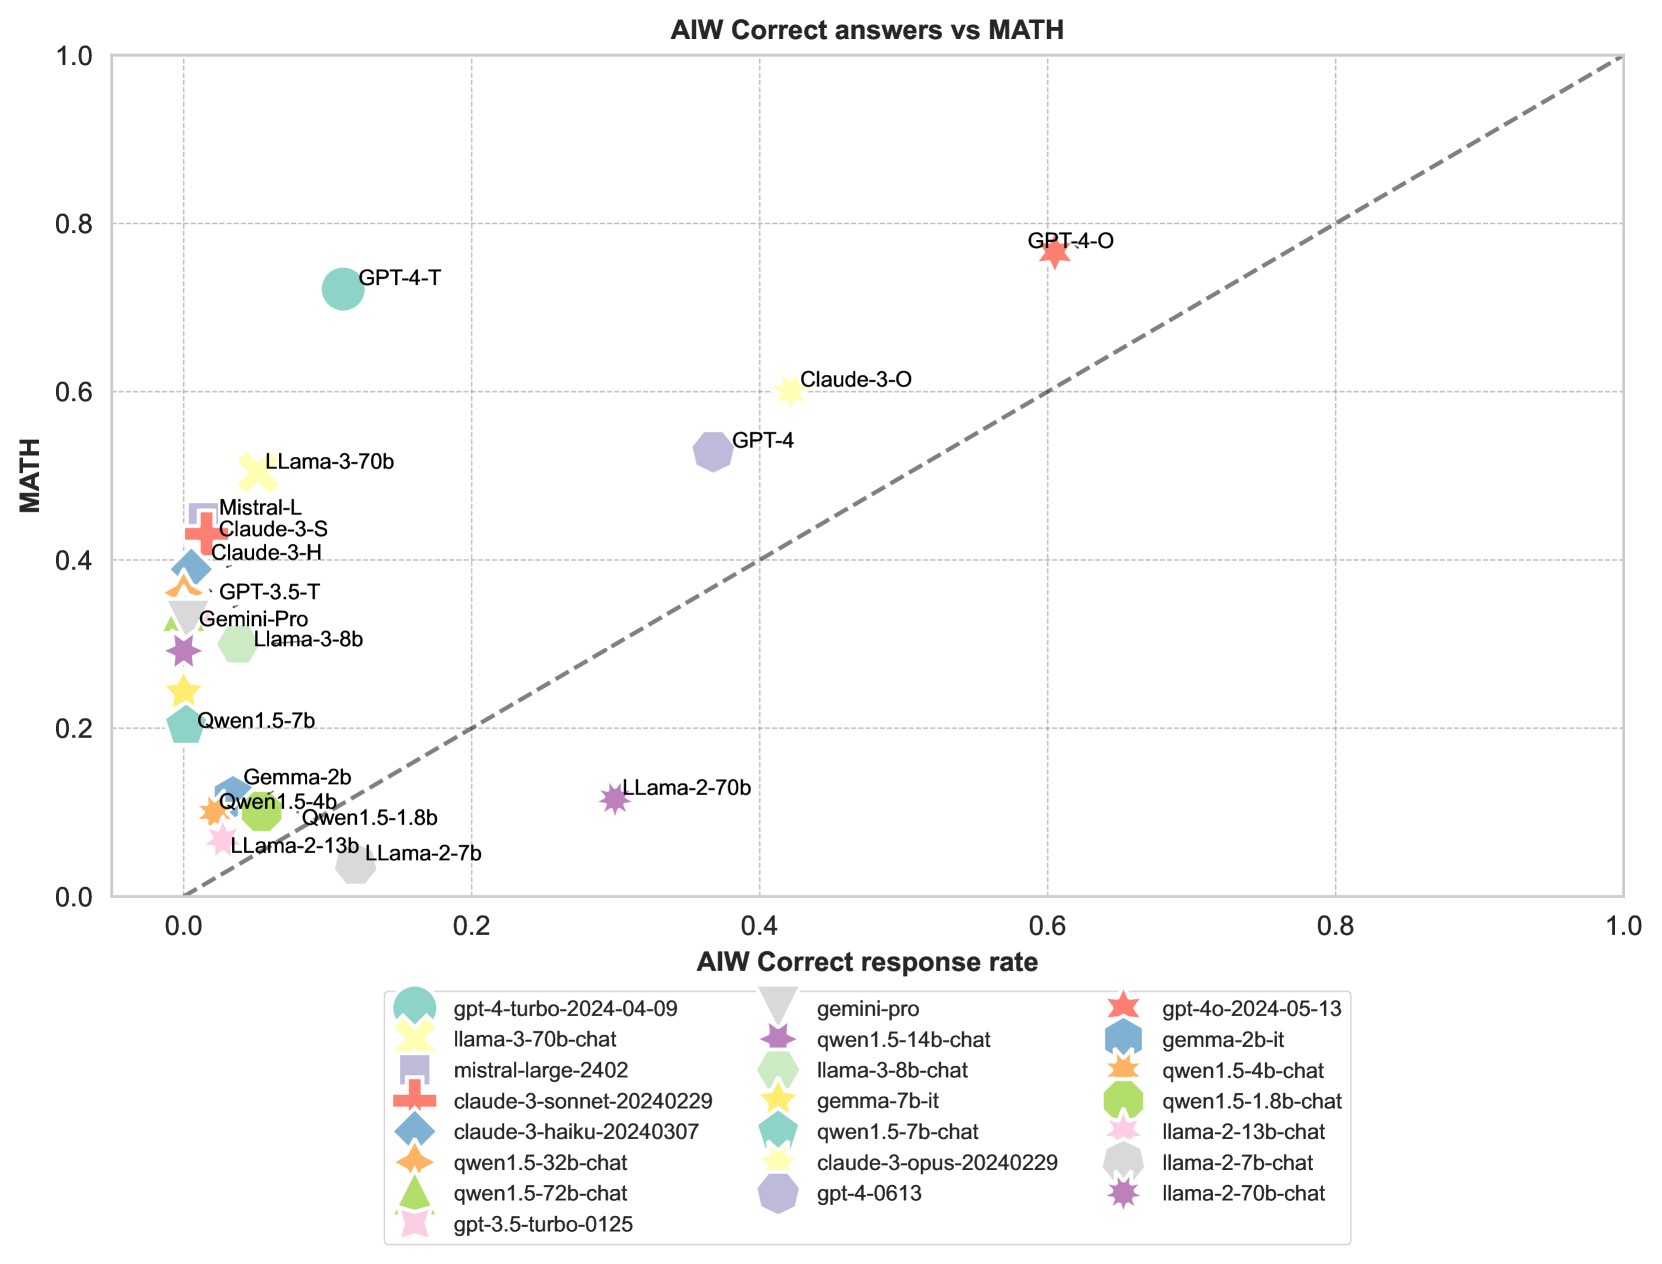 AIW Correct answers vs MATH
1.0
0.8
0.6
0.4
0.2
0.0
MATH
GPT-4-O
GPT-4-T
Claude-3-O
GPT-4
LLama-3-70b
Mistral-L
Claude-3-S
Claude-3-H
GPT-3.5-T
Gemini-Pro
Llama-3-8b
Qwen1.5-7b
Gemma-2b
LLama-2-70b
Qwen1.5-4b
Qwen1.5-1.8b
LLama-2-13b
LLama-2-7b
0.0 0.2 0.4 0.6 0.8 1.0
AIW Correct response rate
gpt-4-turbo-2024-04-09
llama-3-70b-chat
mistral-large-2402
claude-3-sonnet-20240229
claude-3-haiku-20240307
qwen1.5-32b-chat
qwen1.5-72b-chat
gpt-3.5-turbo-0125
gemini-pro
qwen1.5-14b-chat
llama-3-8b-chat
gemma-7b-it
qwen1.5-7b-chat
claude-3-opus-20240229
gpt-4-0613
gpt-4o-2024-05-13
gemma-2b-it
qwen1.5-4b-chat
qwen1.5-1.8b-chat
llama-2-13b-chat
llama-2-7b-chat
llama-2-70b-chat